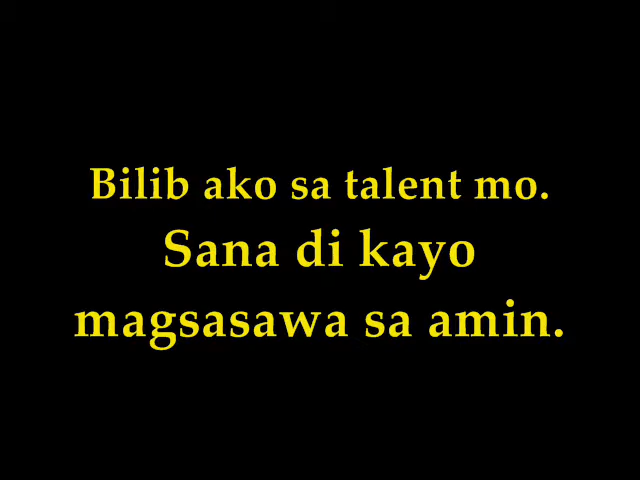 Bilib ako sa talent mo.
Sana di kayo
magsasawa sa amin.